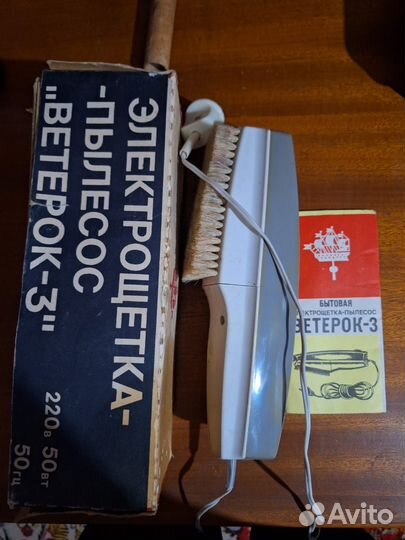 ЭЛЕКТРОЩЕТКА-
-ПЫЛЕСОС
"ВЕТЕРОК-3"
220В 50ВТ
50ГЦ
БЫТОВАЯ
ЭЛЕКТРОЩЕТКА-ПЫЛЕСОС
ВЕТЕРОК-3
Avito